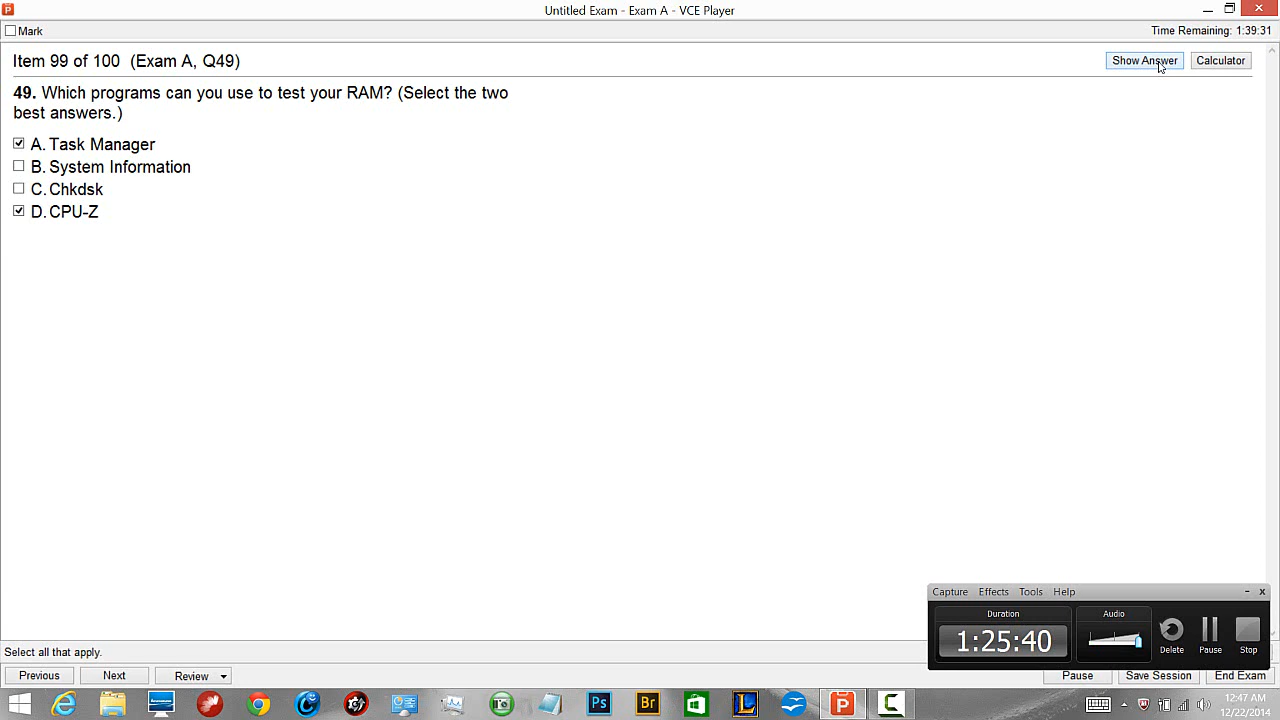 Untitled Exam - Exam A - VCE Player
Mark
Time Remaining: 1:39:31
Item 99 of 100 (Exam A, Q49)
Show Answer
Calculator
49. Which programs can you use to test your RAM? (Select the two
best answers.)
A. Task Manager
B. System Information
C. Chkdsk
D. CPU-Z
Capture Effects Tools Help
Duration
Audio
1:25:40
Delete
Pause
Stop
Select all that apply.
Previous
Next
Review
Pause
Save Session
End Exam
Ps
Br
L
P
C
12:47 AM
12/22/2014